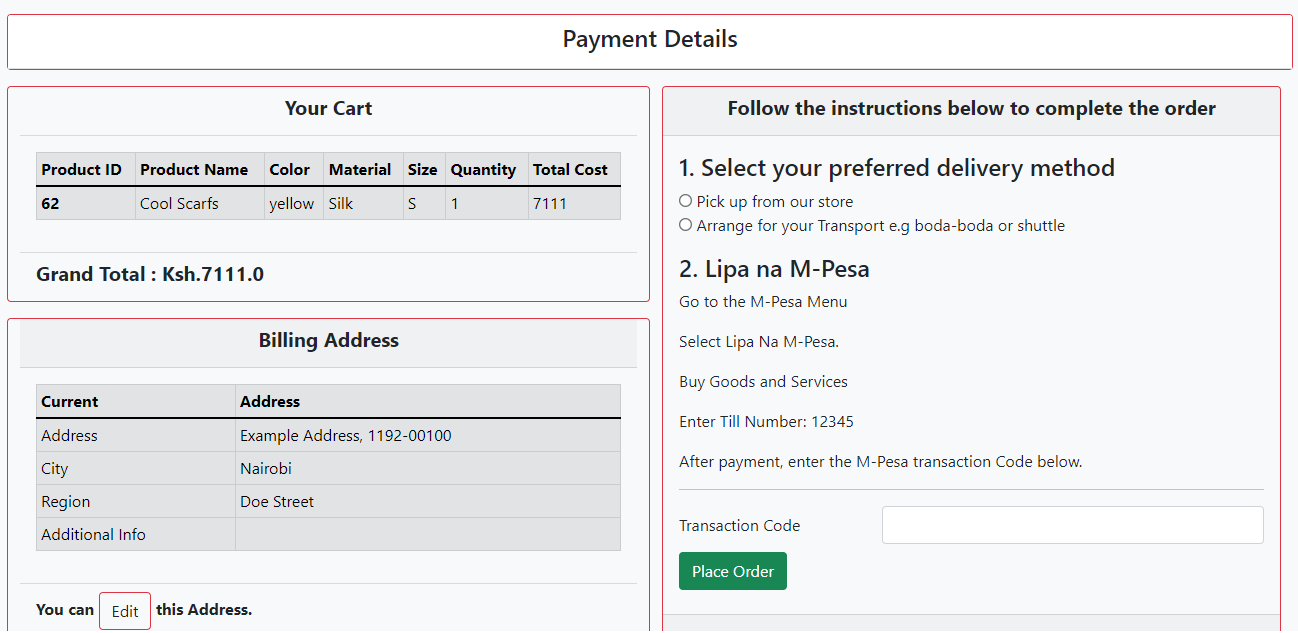 Payment Details
Your Cart
Product ID Product Name Color Material Size Quantity Total Cost
62 Cool Scarfs yellow Silk S 1 7111
Grand Total : Ksh.7111.0
Billing Address
Current Address
Address Example Address, 1192-00100
City Nairobi
Region Doe Street
Additional Info
You can Edit this Address.
Follow the instructions below to complete the order
1. Select your preferred delivery method
Pick up from our store
Arrange for your Transport e.g boda-boda or shuttle
2. Lipa na M-Pesa
Go to the M-Pesa Menu
Select Lipa Na M-Pesa.
Buy Goods and Services
Enter Till Number: 12345
After payment, enter the M-Pesa transaction Code below.
Transaction Code
Place Order